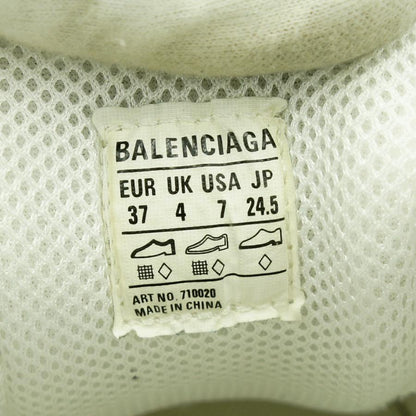 BALENCIAGA
EUR UK USA JP
37 4 7 24.5
ART NO. 710020
MADE IN CHINA